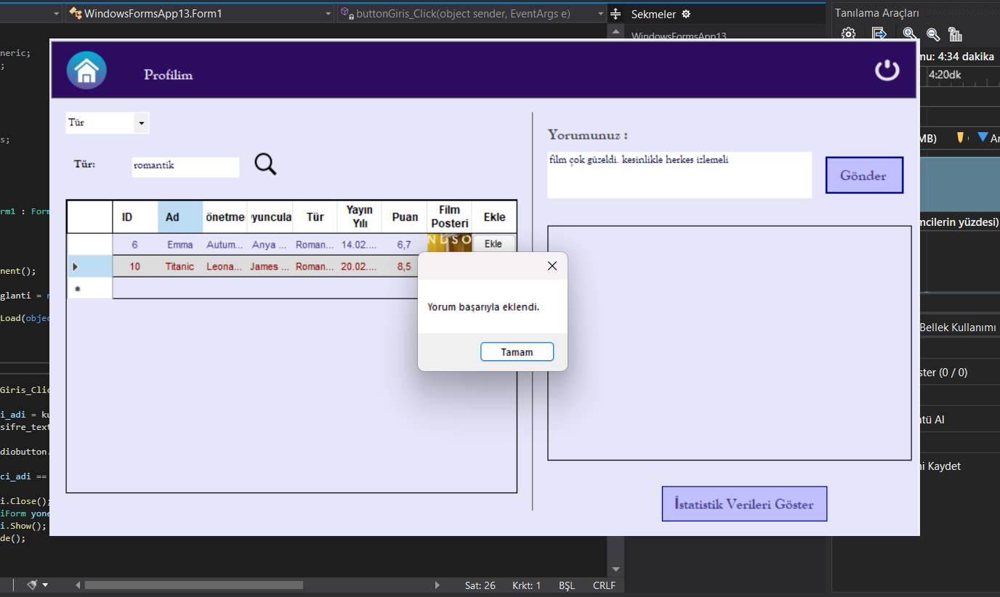 WindowsFormsApp13.Form1
buttonGiris_Click(object sender, EventArgs e)
Sekmeler
WindowsFormsApp13
Tanılama Araçları
mu: 4:34 dakika
4:20dk
MB)
mcilerin yüzdesi)
Bellek Kullanımı
ster (0 / 0)
tü Al
ni Kaydet
neric;
;
s;
rm1 : Form
nent();
glanti = n
Load(objec
Giris_Clic
i_adi = ku
sifre_text
diobutton.
ci_adi ==
i.Close();
iForm yone
i.Show();
de();
Profilim
Tür
Tür:
romantik
ID Ad önetme yuncula Tür Yayın Yılı Puan Film Posteri Ekle
6 Emma Autum... Anya ... Roman... 14.02.... 6,7 NDSO Ekle
10 Titanic Leona... James ... Roman... 20.02.... 8,5
Yorumunuz :
film çok güzeldi. kesinlikle herkes izlemeli
Gönder
Yorum başarıyla eklendi.
Tamam
İstatistik Verileri Göster
Sat: 26 Krkt: 1 BŞL CRLF